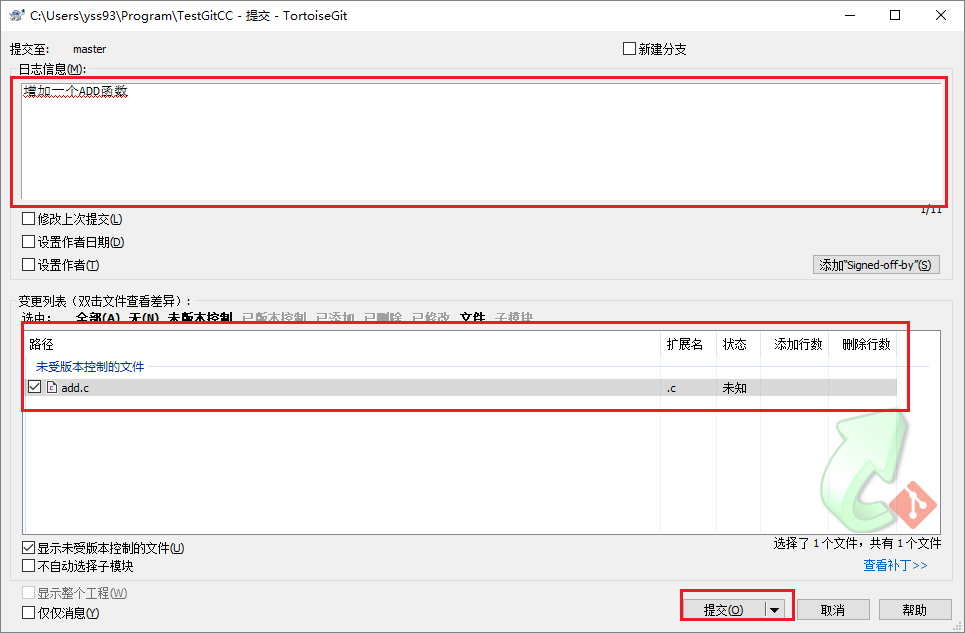 C:\Users\yss93\Program\TestGitCC - 提交 - TortoiseGit
提交至: master 新建分支
日志信息(M):
增加一个ADD函数
1/11
修改上次提交(L)
设置作者日期(D)
设置作者(T) 添加"Signed-off-by"(S)
变更列表（双击文件查看差异）:
选中: 全部(A) 无(N) 未版本控制 已版本控制 已添加 已删除 已修改 文件 子模块
路径 扩展名 状态 添加行数 删除行数
未受版本控制的文件
add.c .c 未知
显示未受版本控制的文件(U) 选择了 1 个文件，共有 1 个文件
不自动选择子模块 查看补丁>>
显示整个工程(W)
仅仅消息(Y) 提交(O) 取消 帮助